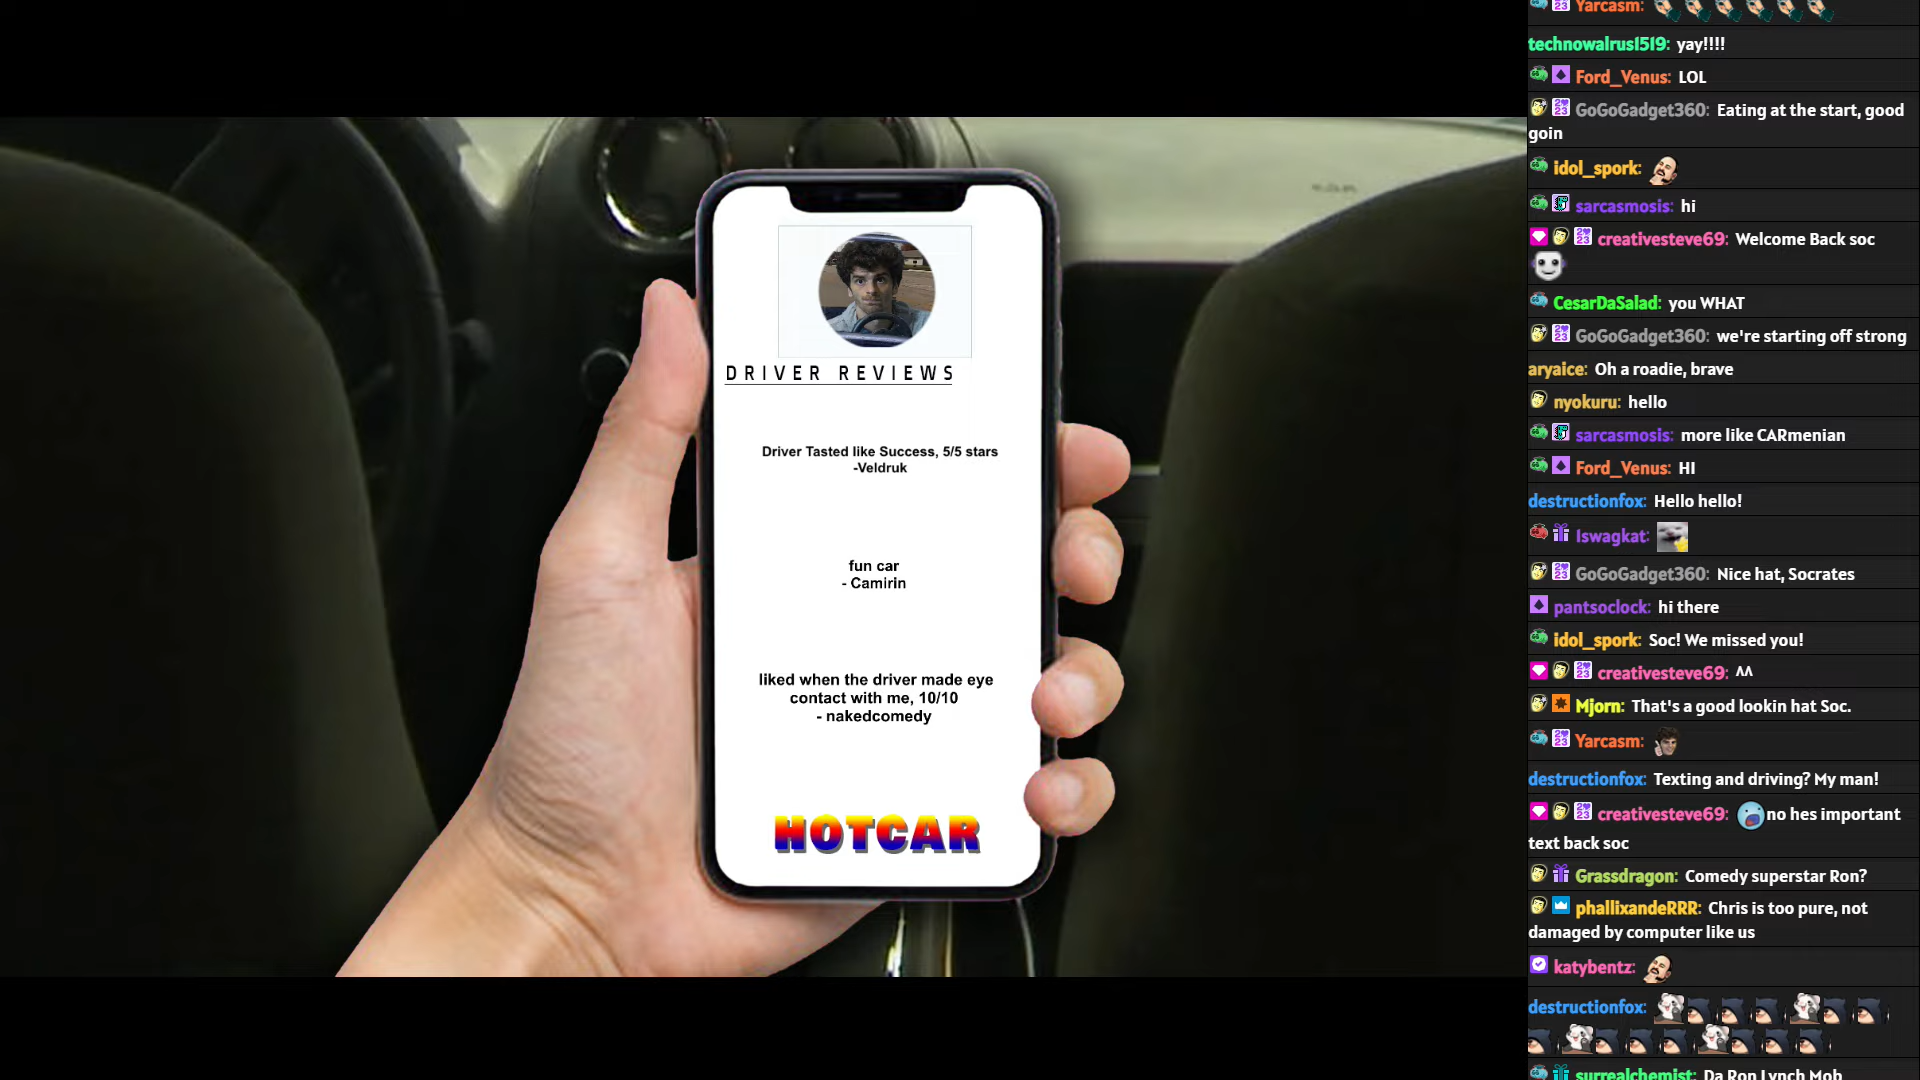 DRIVER REVIEWS
Driver Tasted like Success, 5/5 stars
-Veldruk
fun car
- Camirin
liked when the driver made eye
contact with me, 10/10
- nakedcomedy
HOTCAR
Yarcasm:
technowalrus1519: yay!!!!
Ford_Venus: LOL
GoGoGadget360: Eating at the start, good
goin
idol_spork:
sarcasmosis: hi
creativesteve69: Welcome Back soc
CesarDaSalad: you WHAT
GoGoGadget360: we're starting off strong
aryaice: Oh a roadie, brave
nyokuru: hello
sarcasmosis: more like CARmenian
Ford_Venus: HI
destructionfox: Hello hello!
1swagkat:
GoGoGadget360: Nice hat, Socrates
pantsoclock: hi there
idol_spork: Soc! We missed you!
creativesteve69: ^^
Mjorn: That's a good lookin hat Soc.
Yarcasm:
destructionfox: Texting and driving? My man!
creativesteve69: no hes important
text back soc
Grassdragon: Comedy superstar Ron?
phallixandeRRR: Chris is too pure, not
damaged by computer like us
katybentz:
destructionfox:
surrealchemist: Da Ron Lynch Mob